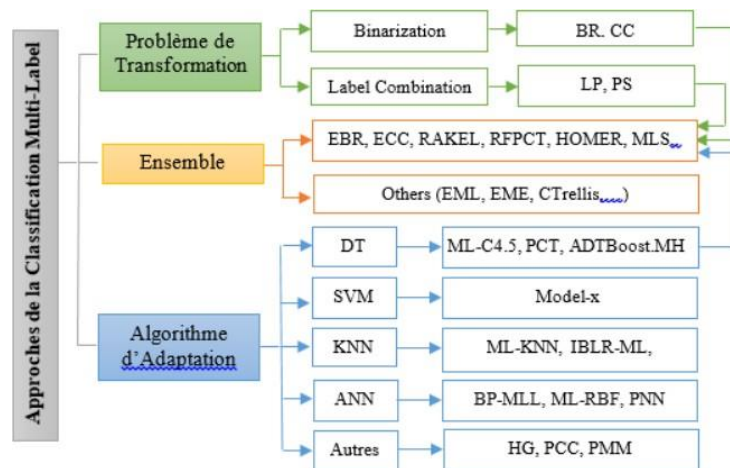 Approches de la Classification Multi-Label
Problème de
Transformation
Binarization
BR. CC
Label Combination
LP, PS
Ensemble
EBR, ECC, RAKEL, RFPCT, HOMER, MLS..
Others (EML, EME, CTrellis.....)
Algorithme
d'Adaptation
DT
ML-C4.5, PCT, ADTBoost.MH
SVM
Model-x
KNN
ML-KNN, IBLR-ML,
ANN
BP-MLL, ML-RBF, PNN
Autres
HG, PCC, PMM